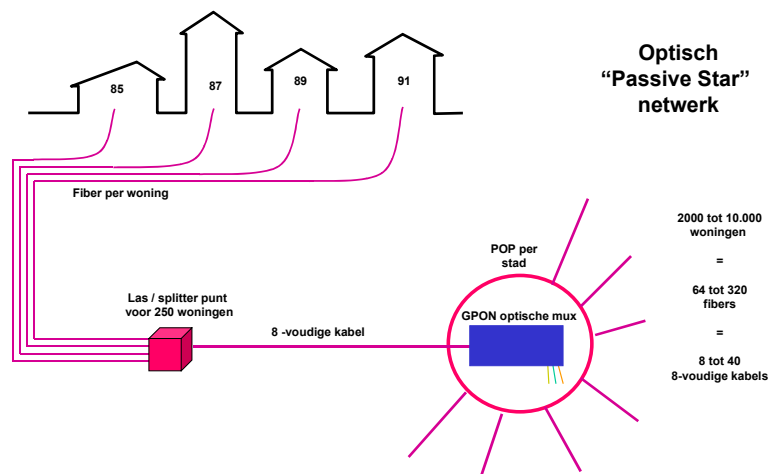 Optisch
“Passive Star”
netwerk
85
87
89
91
Fiber per woning
2000 tot 10.000
woningen
=
64 tot 320
fibers
=
8 tot 40
8-voudige kabels
POP per
stad
GPON optische mux
Las / splitter punt
voor 250 woningen
8 -voudige kabel